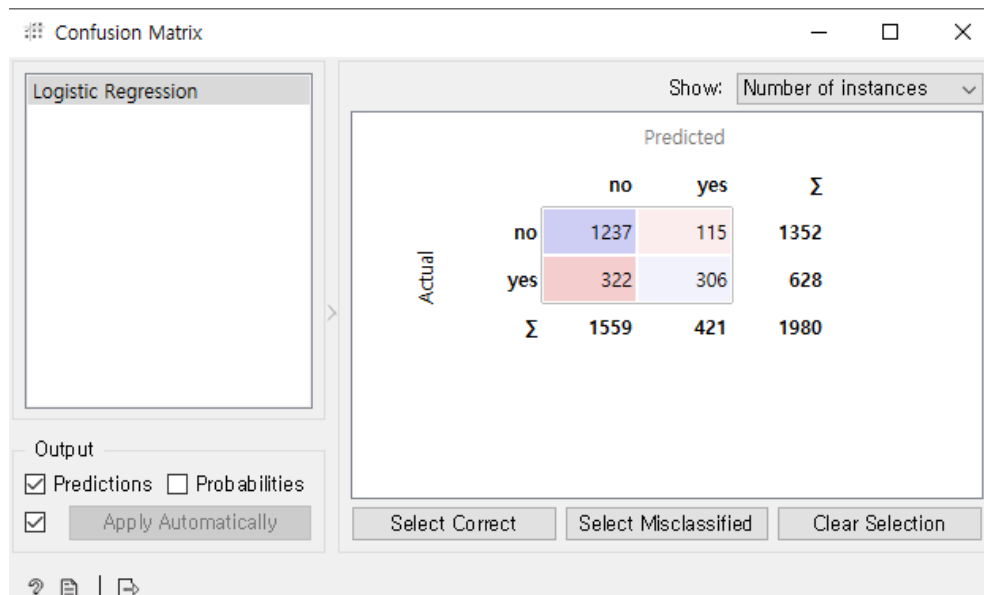 Confusion Matrix
Logistic Regression
Show: Number of instances
Predicted
no yes Σ
no 1237 115 1352
Actual
yes 322 306 628
Σ 1559 421 1980
Output
Predictions Probabilities
Apply Automatically
Select Correct Select Misclassified Clear Selection